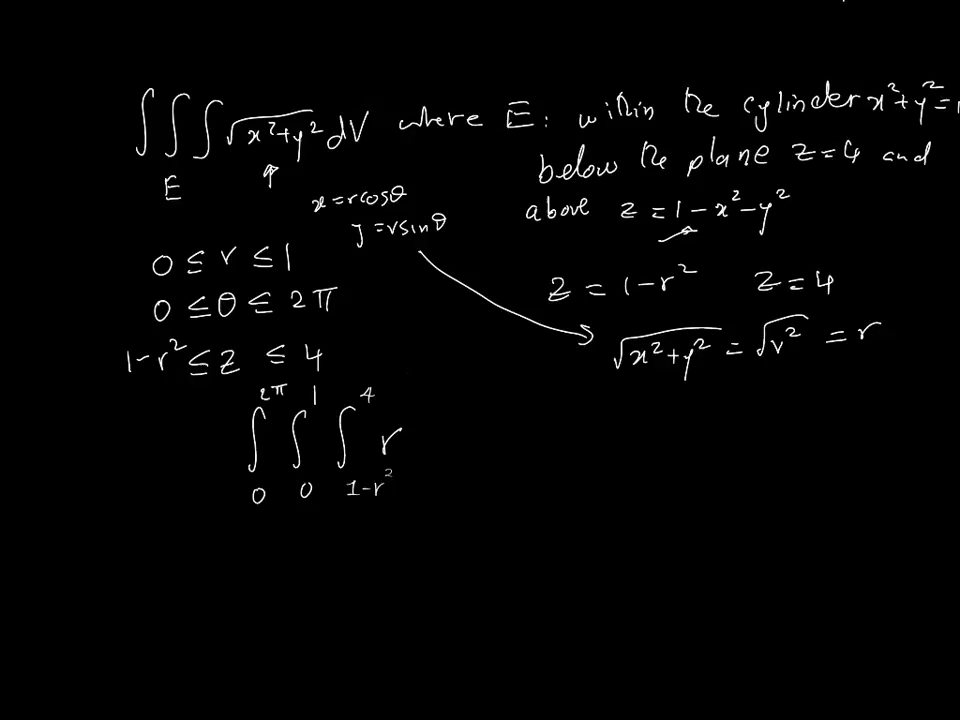 ∫∫∫ √(x²+y²) dV where E: within the cylinder x²+y²=
E
below the plane z=4 and
above z=1-x²-y²
x=rcosθ
y=rsinθ
0 ≤ r ≤ 1
0 ≤ θ ≤ 2π
1-r² ≤ z ≤ 4
z = 1-r² z=4
√(x²+y²) = √r² = r
2π 1 4
∫ ∫ ∫ r
0 0 1-r²